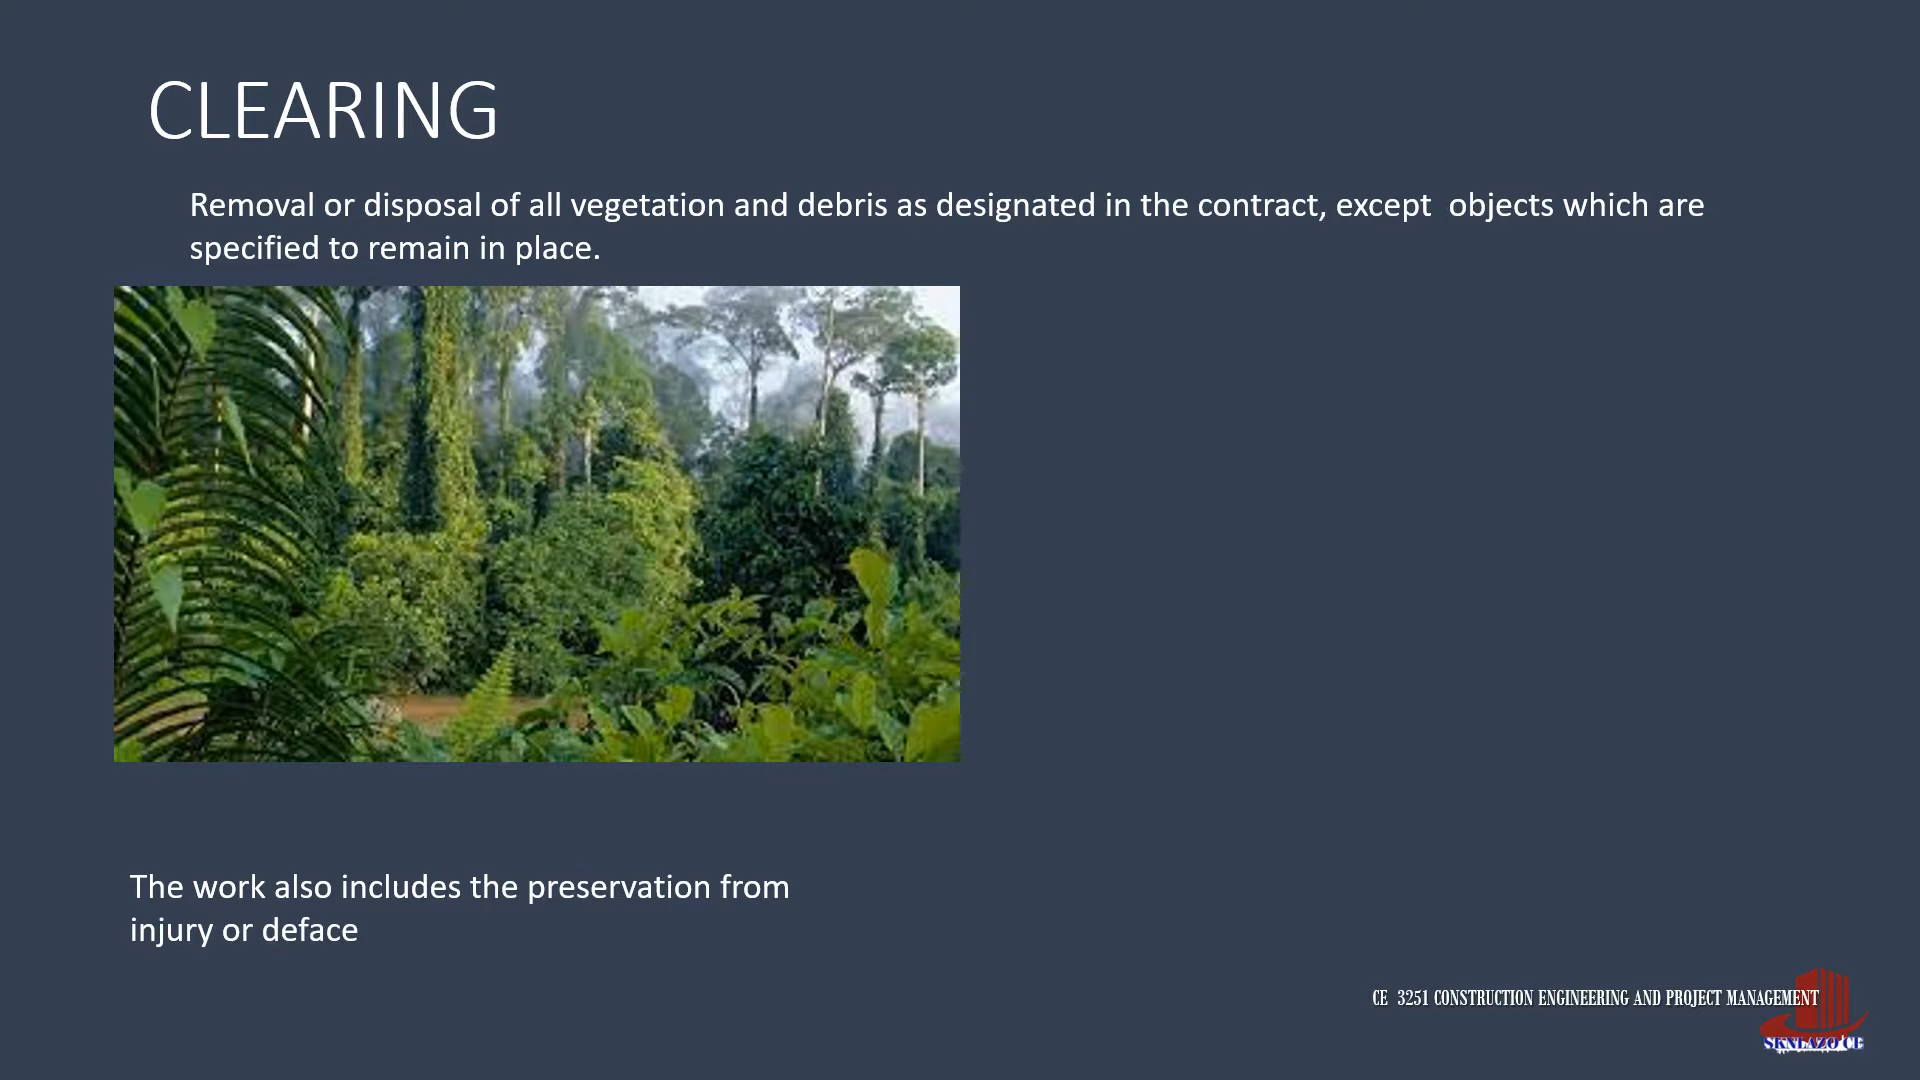 CLEARING
Removal or disposal of all vegetation and debris as designated in the contract, except  objects which are
specified to remain in place.
The work also includes the preservation from
injury or deface
CE  3251 CONSTRUCTION ENGINEERING AND PROJECT MANAGEMENT
SKNLAZO CE